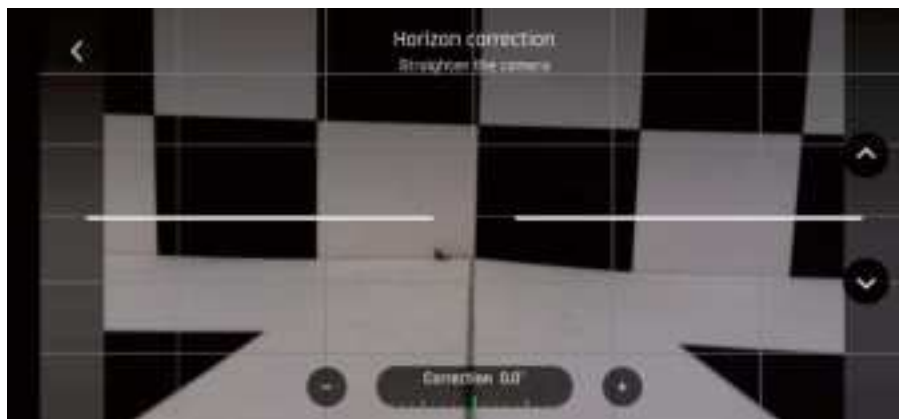 Horizon correction
Straighten the camera
Correction 0.0°